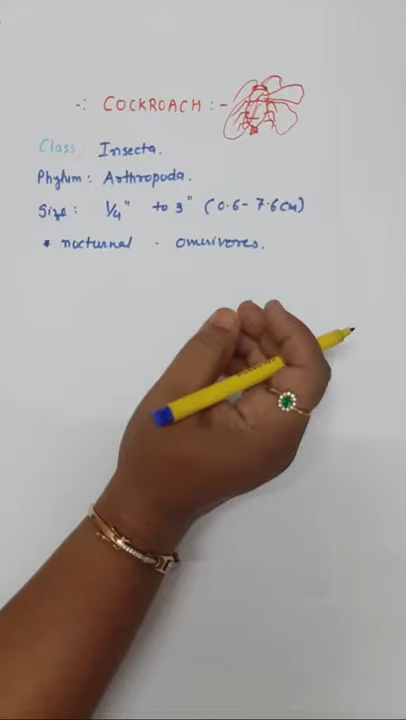 -: COCKROACH :-
Class: Insecta.
Phylum: Arthropoda.
Size: 1/4" to 3" (0.6 - 7.6 cm)
* nocturnal - omnivores.